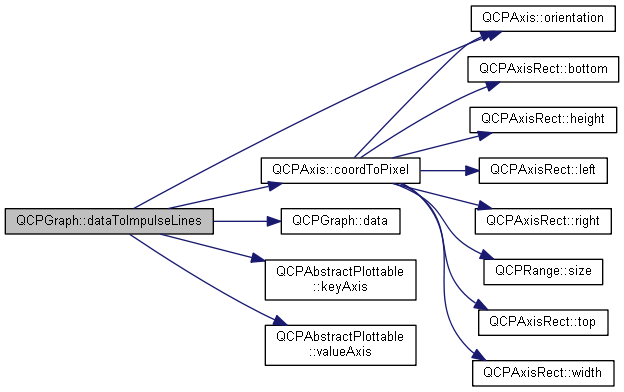 QCPGraph::dataToImpulseLines
QCPAxis::coordToPixel
QCPGraph::data
QCPAbstractPlottable
::keyAxis
QCPAbstractPlottable
::valueAxis
QCPAxis::orientation
QCPAxisRect::bottom
QCPAxisRect::height
QCPAxisRect::left
QCPAxisRect::right
QCPRange::size
QCPAxisRect::top
QCPAxisRect::width